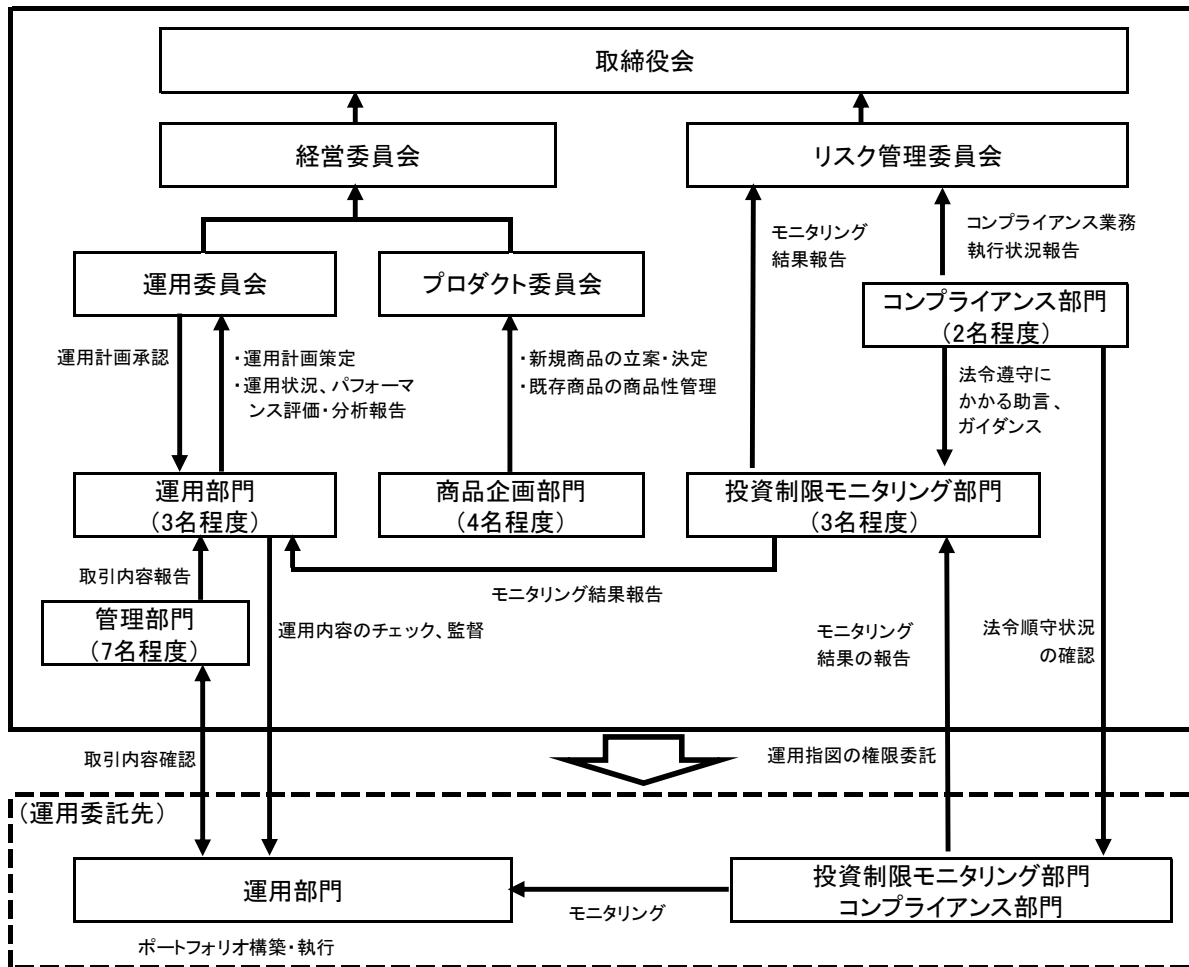 取締役会
経営委員会
リスク管理委員会
モニタリング
結果報告
コンプライアンス業務
執行状況報告
運用委員会
プロダクト委員会
コンプライアンス部門
（2名程度）
運用計画承認
・運用計画策定
・運用状況、パフォーマ
ンス評価・分析報告
・新規商品の立案・決定
・既存商品の商品性管理
法令遵守に
かかる助言、
ガイダンス
運用部門
（3名程度）
商品企画部門
（4名程度）
投資制限モニタリング部門
（3名程度）
取引内容報告
モニタリング結果報告
管理部門
（7名程度）
運用内容のチェック、監督
モニタリング
結果の報告
法令順守状況
の確認
取引内容確認
運用指図の権限委託
（運用委託先）
運用部門
モニタリング
投資制限モニタリング部門
コンプライアンス部門
ポートフォリオ構築・執行